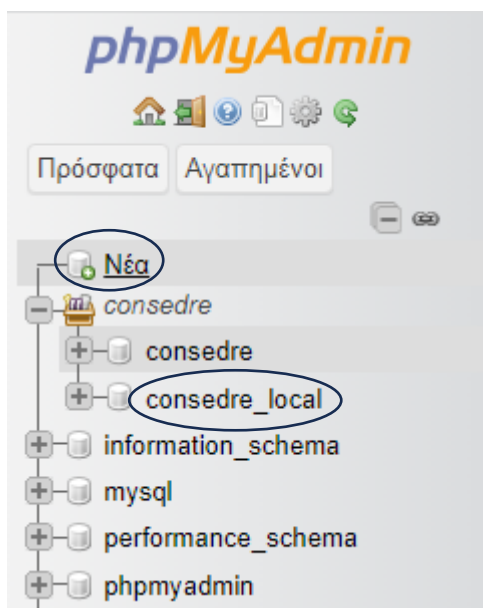 phpMyAdmin
Πρόσφατα Αγαπημένοι
Νέα
consedre
consedre
consedre_local
information_schema
mysql
performance_schema
phpmyadmin